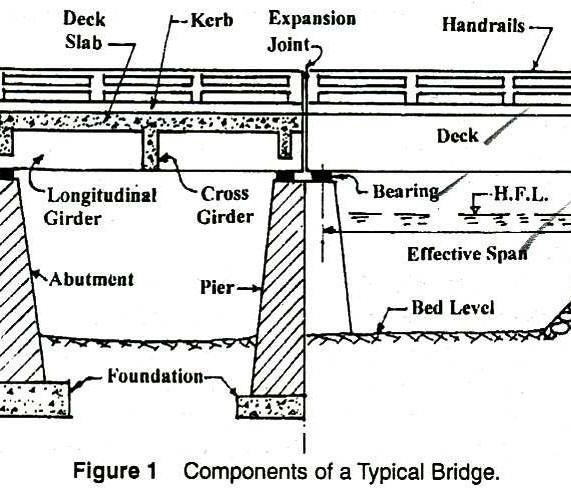 Deck
Slab
Kerb
Expansion
Joint
Handrails
Deck
Longitudinal
Girder
Cross
Girder
Bearing
H.F.L.
Effective Span
Abutment
Pier
Bed Level
Foundation
Figure 1 Components of a Typical Bridge.